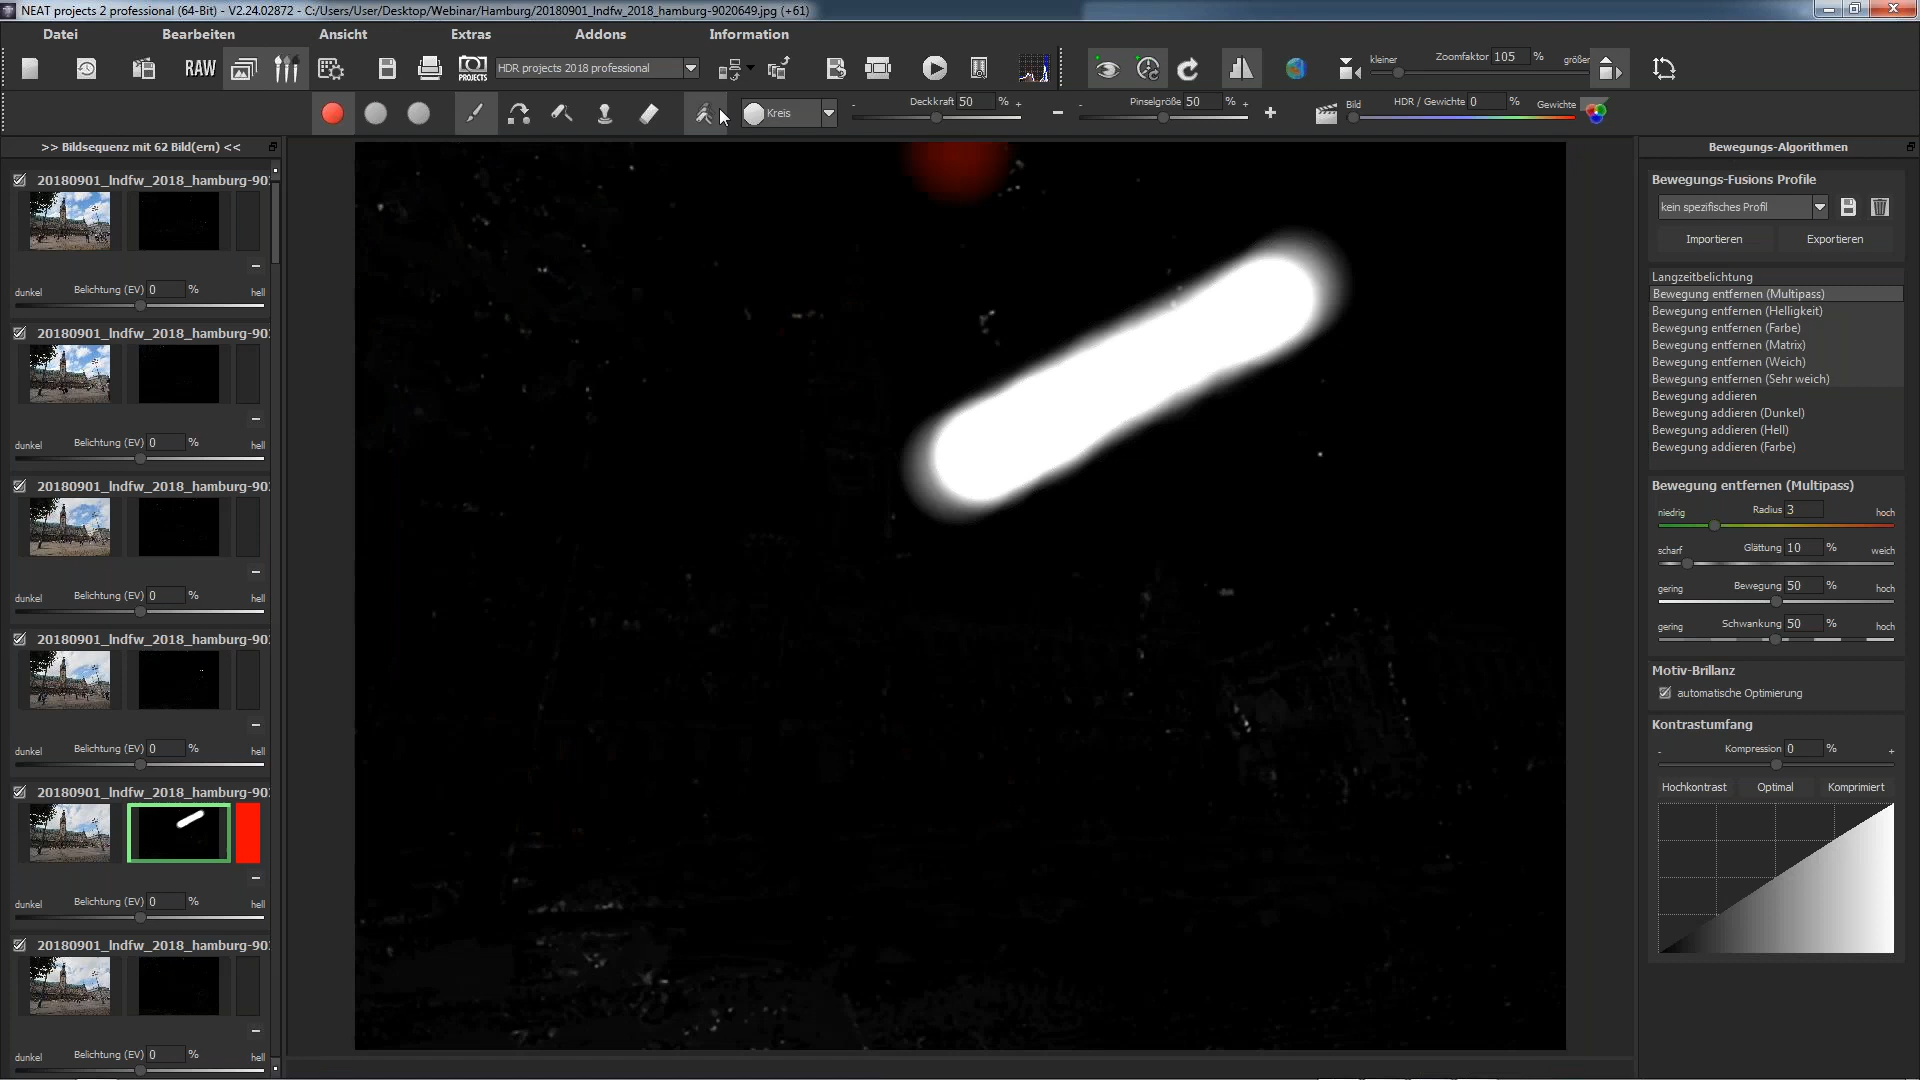 NEAT projects 2 professional (64-Bit) - V2.24.02872 - C:/Users/User/Desktop/Webinar/Hamburg/20180901_lndfw_2018_hamburg-9020649.jpg (+61)
Datei Bearbeiten Ansicht Extras Addons Information
RAW PROJECTS HDR projects 2018 professional kleiner Zoomfaktor 105 % größer
Kreis - Deckkraft 50 % + - Pinselgröße 50 % + Bild HDR / Gewichte 0 % Gewichte
>> Bildsequenz mit 62 Bild(ern) <<
20180901_lndfw_2018_hamburg-90
dunkel Belichtung (EV) 0 % hell
20180901_lndfw_2018_hamburg-90
dunkel Belichtung (EV) 0 % hell
20180901_lndfw_2018_hamburg-90
dunkel Belichtung (EV) 0 % hell
20180901_lndfw_2018_hamburg-90
dunkel Belichtung (EV) 0 % hell
20180901_lndfw_2018_hamburg-90
dunkel Belichtung (EV) 0 % hell
20180901_lndfw_2018_hamburg-90
dunkel Belichtung (EV) 0 % hell
Bewegungs-Algorithmen
Bewegungs-Fusions Profile
kein spezifisches Profil
Importieren Exportieren
Langzeitbelichtung
Bewegung entfernen (Multipass)
Bewegung entfernen (Helligkeit)
Bewegung entfernen (Farbe)
Bewegung entfernen (Matrix)
Bewegung entfernen (Weich)
Bewegung entfernen (Sehr weich)
Bewegung addieren
Bewegung addieren (Dunkel)
Bewegung addieren (Hell)
Bewegung addieren (Farbe)
Bewegung entfernen (Multipass)
niedrig Radius 3 hoch
scharf Glättung 10 % weich
gering Bewegung 50 % hoch
gering Schwankung 50 % hoch
Motiv-Brillanz
automatische Optimierung
Kontrastumfang
- Kompression 0 % +
Hochkontrast Optimal Komprimiert